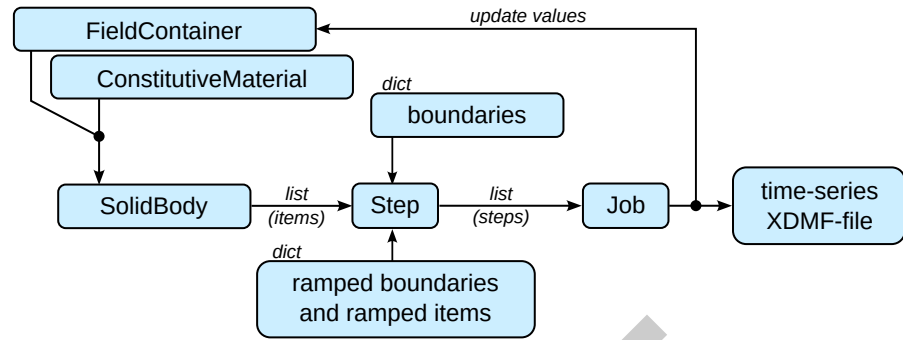 update values
FieldContainer
ConstitutiveMaterial
dict
boundaries
SolidBody
list
(items)
Step
list
(steps)
Job
time-series
XDMF-file
dict
ramped boundaries
and ramped items